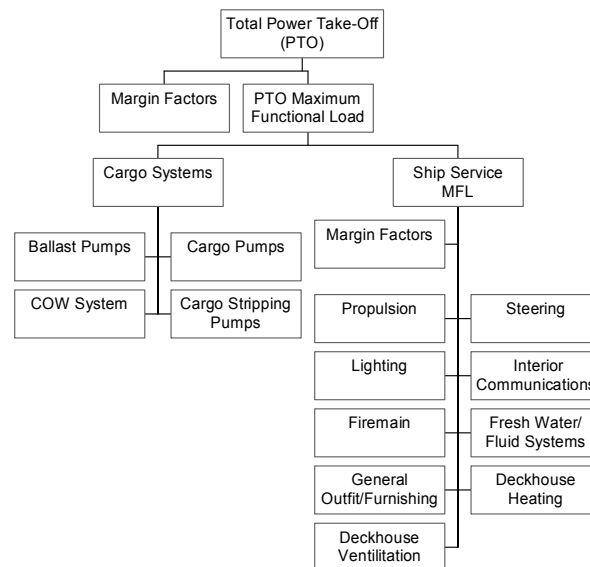 Total Power Take-Off
(PTO)
Margin Factors
PTO Maximum
Functional Load
Cargo Systems
Ship Service
MFL
Ballast Pumps
Cargo Pumps
COW System
Cargo Stripping
Pumps
Margin Factors
Propulsion
Steering
Lighting
Interior
Communications
Firemain
Fresh Water/
Fluid Systems
General
Outfit/Furnishing
Deckhouse
Heating
Deckhouse
Ventilitation